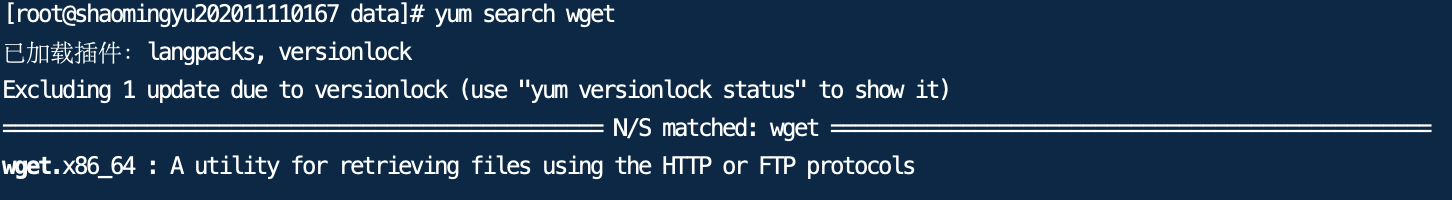 [root@shaomingyu202011110167 data]# yum search wget
已加载插件：langpacks, versionlock
Excluding 1 update due to versionlock (use "yum versionlock status" to show it)
================================================== N/S matched: wget ==================================================
wget.x86_64 : A utility for retrieving files using the HTTP or FTP protocols